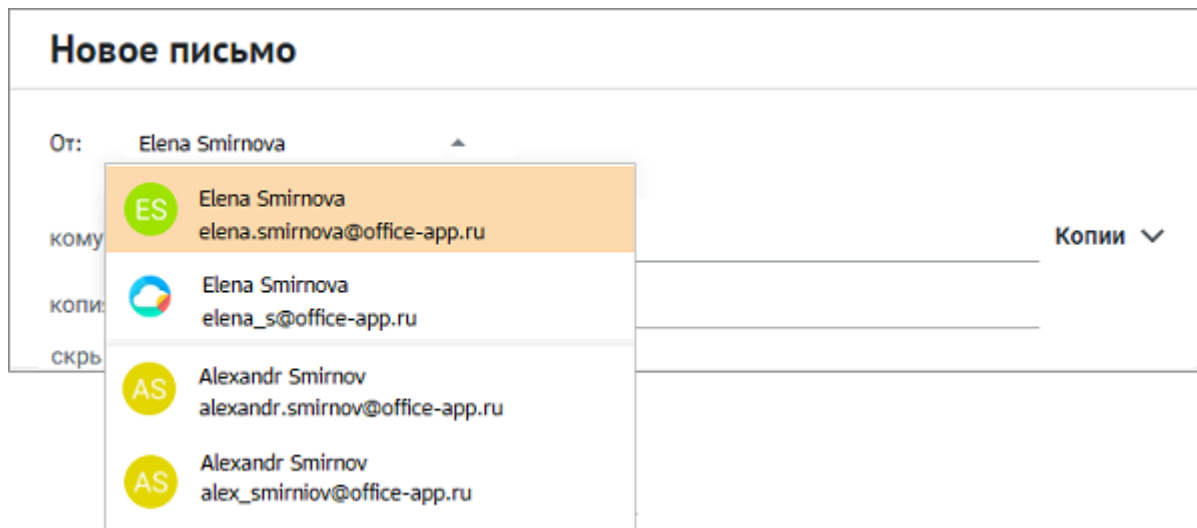 Новое письмо
От: Elena Smirnova
ES Elena Smirnova
elena.smirnova@office-app.ru
кому
Копии
Elena Smirnova
elena_s@office-app.ru
AS Alexandr Smirnov
alexandr.smirnov@office-app.ru
AS Alexandr Smirnov
alex_smirniov@office-app.ru